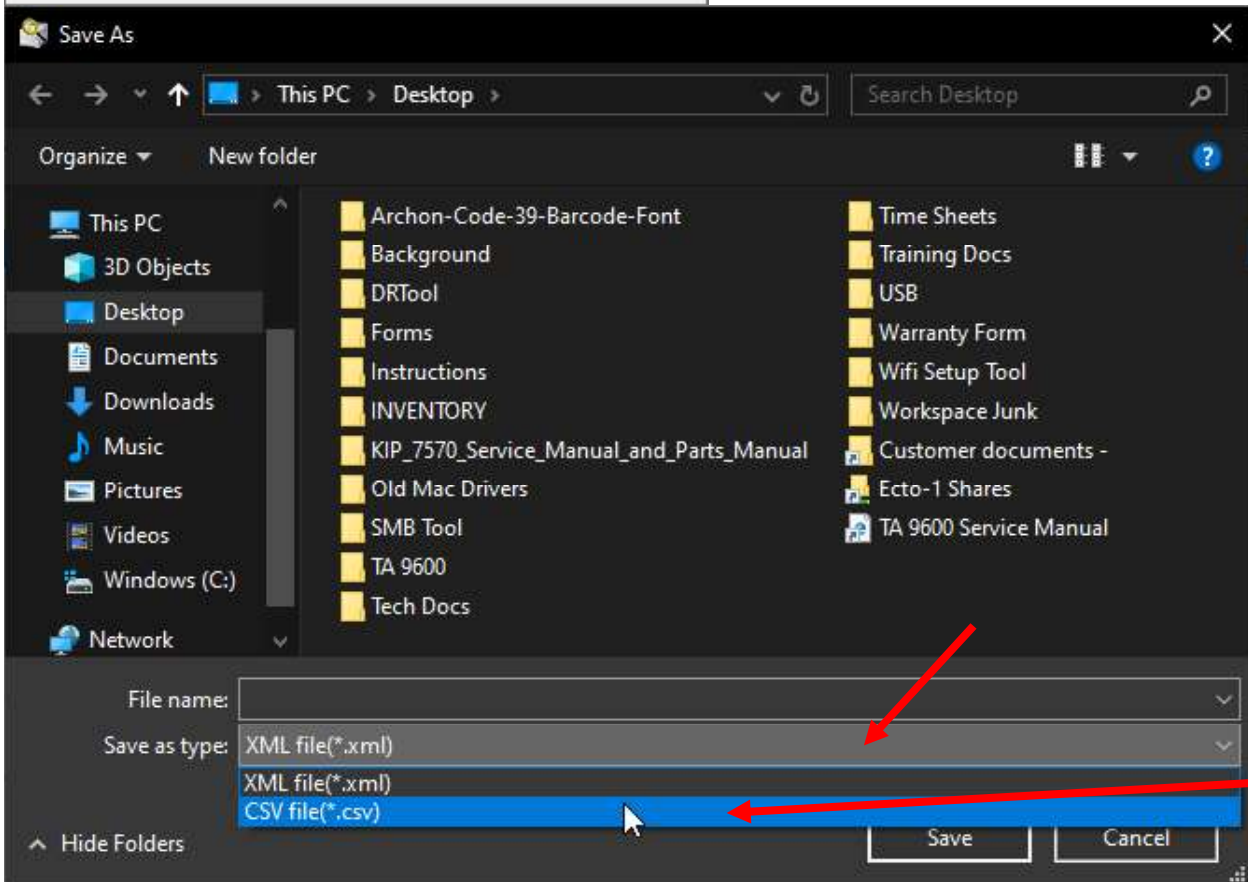 Save As
This PC > Desktop >
Search Desktop
Organize
New folder
This PC
3D Objects
Desktop
Documents
Downloads
Music
Pictures
Videos
Windows (C:)
Network
Archon-Code-39-Barcode-Font
Background
DRTool
Forms
Instructions
INVENTORY
KIP_7570_Service_Manual_and_Parts_Manual
Old Mac Drivers
SMB Tool
TA 9600
Tech Docs
Time Sheets
Training Docs
USB
Warranty Form
Wifi Setup Tool
Workspace Junk
Customer documents -
Ecto-1 Shares
TA 9600 Service Manual
File name:
Save as type: XML file(*.xml)
XML file(*.xml)
CSV file(*.csv)
Hide Folders
Save
Cancel